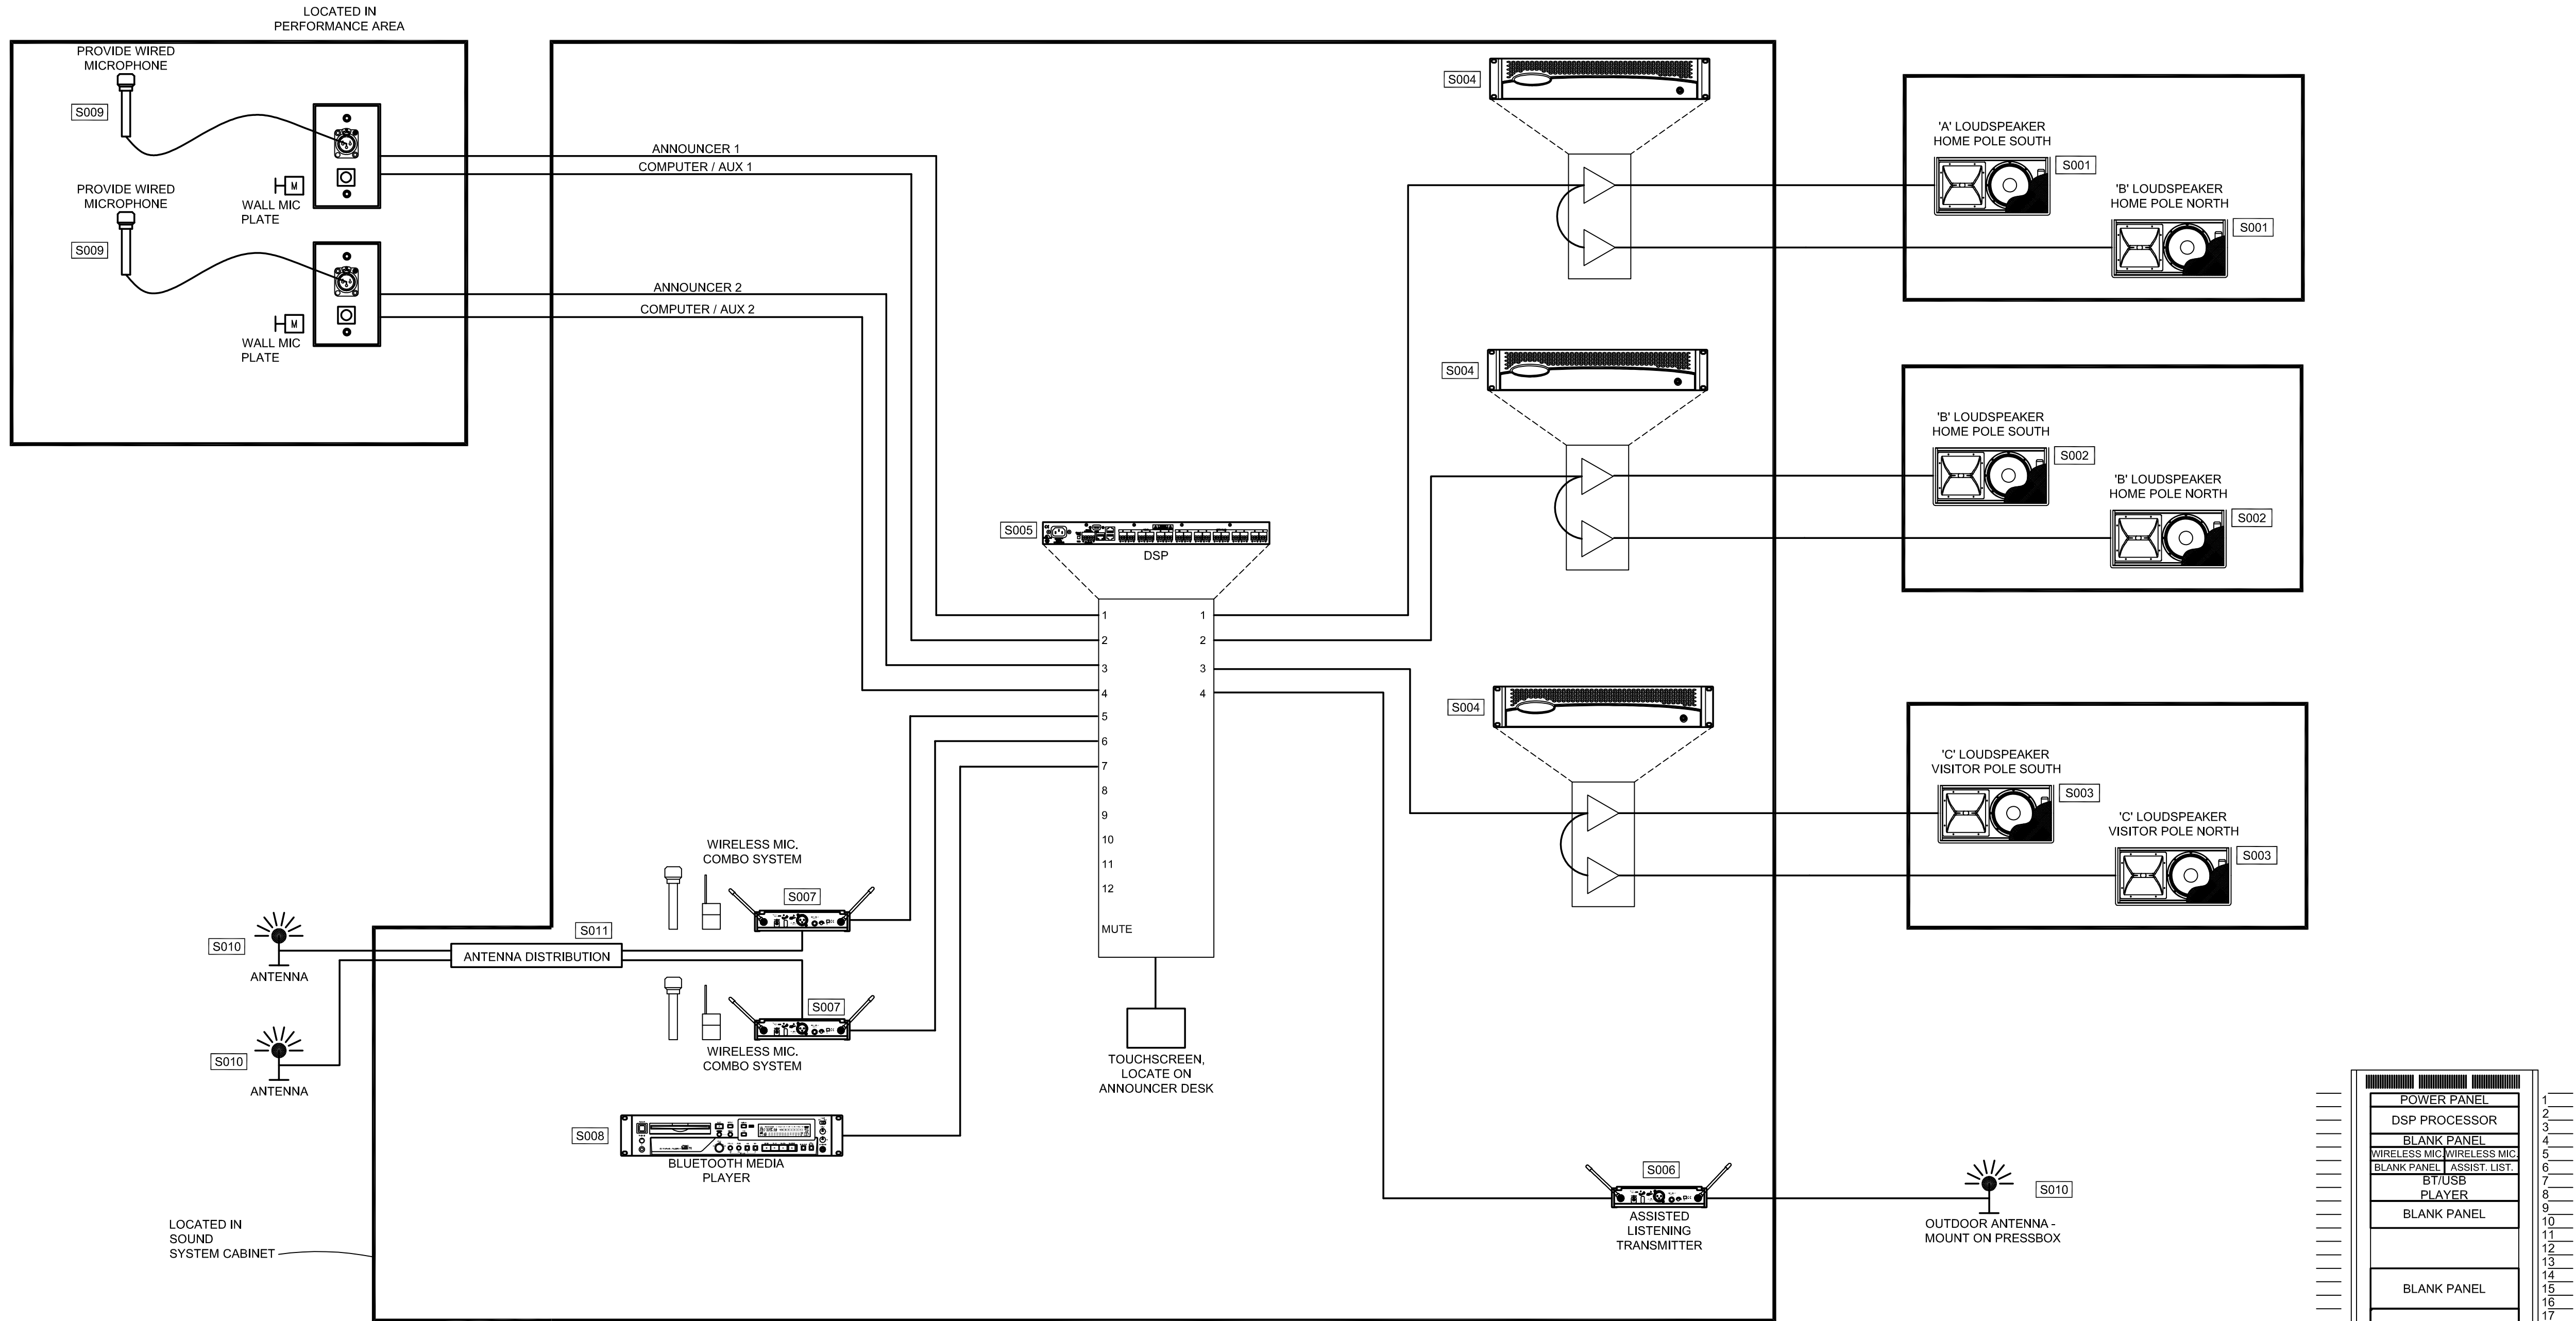 LOCATED IN
PERFORMANCE AREA
PROVIDE WIRED
MICROPHONE
S009
M
WALL MIC
PLATE
PROVIDE WIRED
MICROPHONE
S009
M
WALL MIC
PLATE
ANNOUNCER 1
COMPUTER / AUX 1
ANNOUNCER 2
COMPUTER / AUX 2
S004
'A' LOUDSPEAKER
HOME POLE SOUTH
S001
'B' LOUDSPEAKER
HOME POLE NORTH
S001
S004
'B' LOUDSPEAKER
HOME POLE SOUTH
S002
'B' LOUDSPEAKER
HOME POLE NORTH
S002
S005
DSP
1
2
3
4
5
6
7
8
9
10
11
12
MUTE
1
2
3
4
TOUCHSCREEN,
LOCATE ON
ANNOUNCER DESK
S004
'C' LOUDSPEAKER
VISITOR POLE SOUTH
S003
'C' LOUDSPEAKER
VISITOR POLE NORTH
S003
WIRELESS MIC.
COMBO SYSTEM
S007
S010
ANTENNA
S011
ANTENNA DISTRIBUTION
S007
WIRELESS MIC.
COMBO SYSTEM
S010
ANTENNA
S008
BLUETOOTH MEDIA
PLAYER
LOCATED IN
SOUND
SYSTEM CABINET
S006
ASSISTED
LISTENING
TRANSMITTER
S010
OUTDOOR ANTENNA -
MOUNT ON PRESSBOX
POWER PANEL
DSP PROCESSOR
BLANK PANEL
WIRELESS MIC. WIRELESS MIC.
BLANK PANEL ASSIST. LIST.
BT/USB
PLAYER
BLANK PANEL
BLANK PANEL
1
2
3
4
5
6
7
8
9
10
11
12
13
14
15
16
17